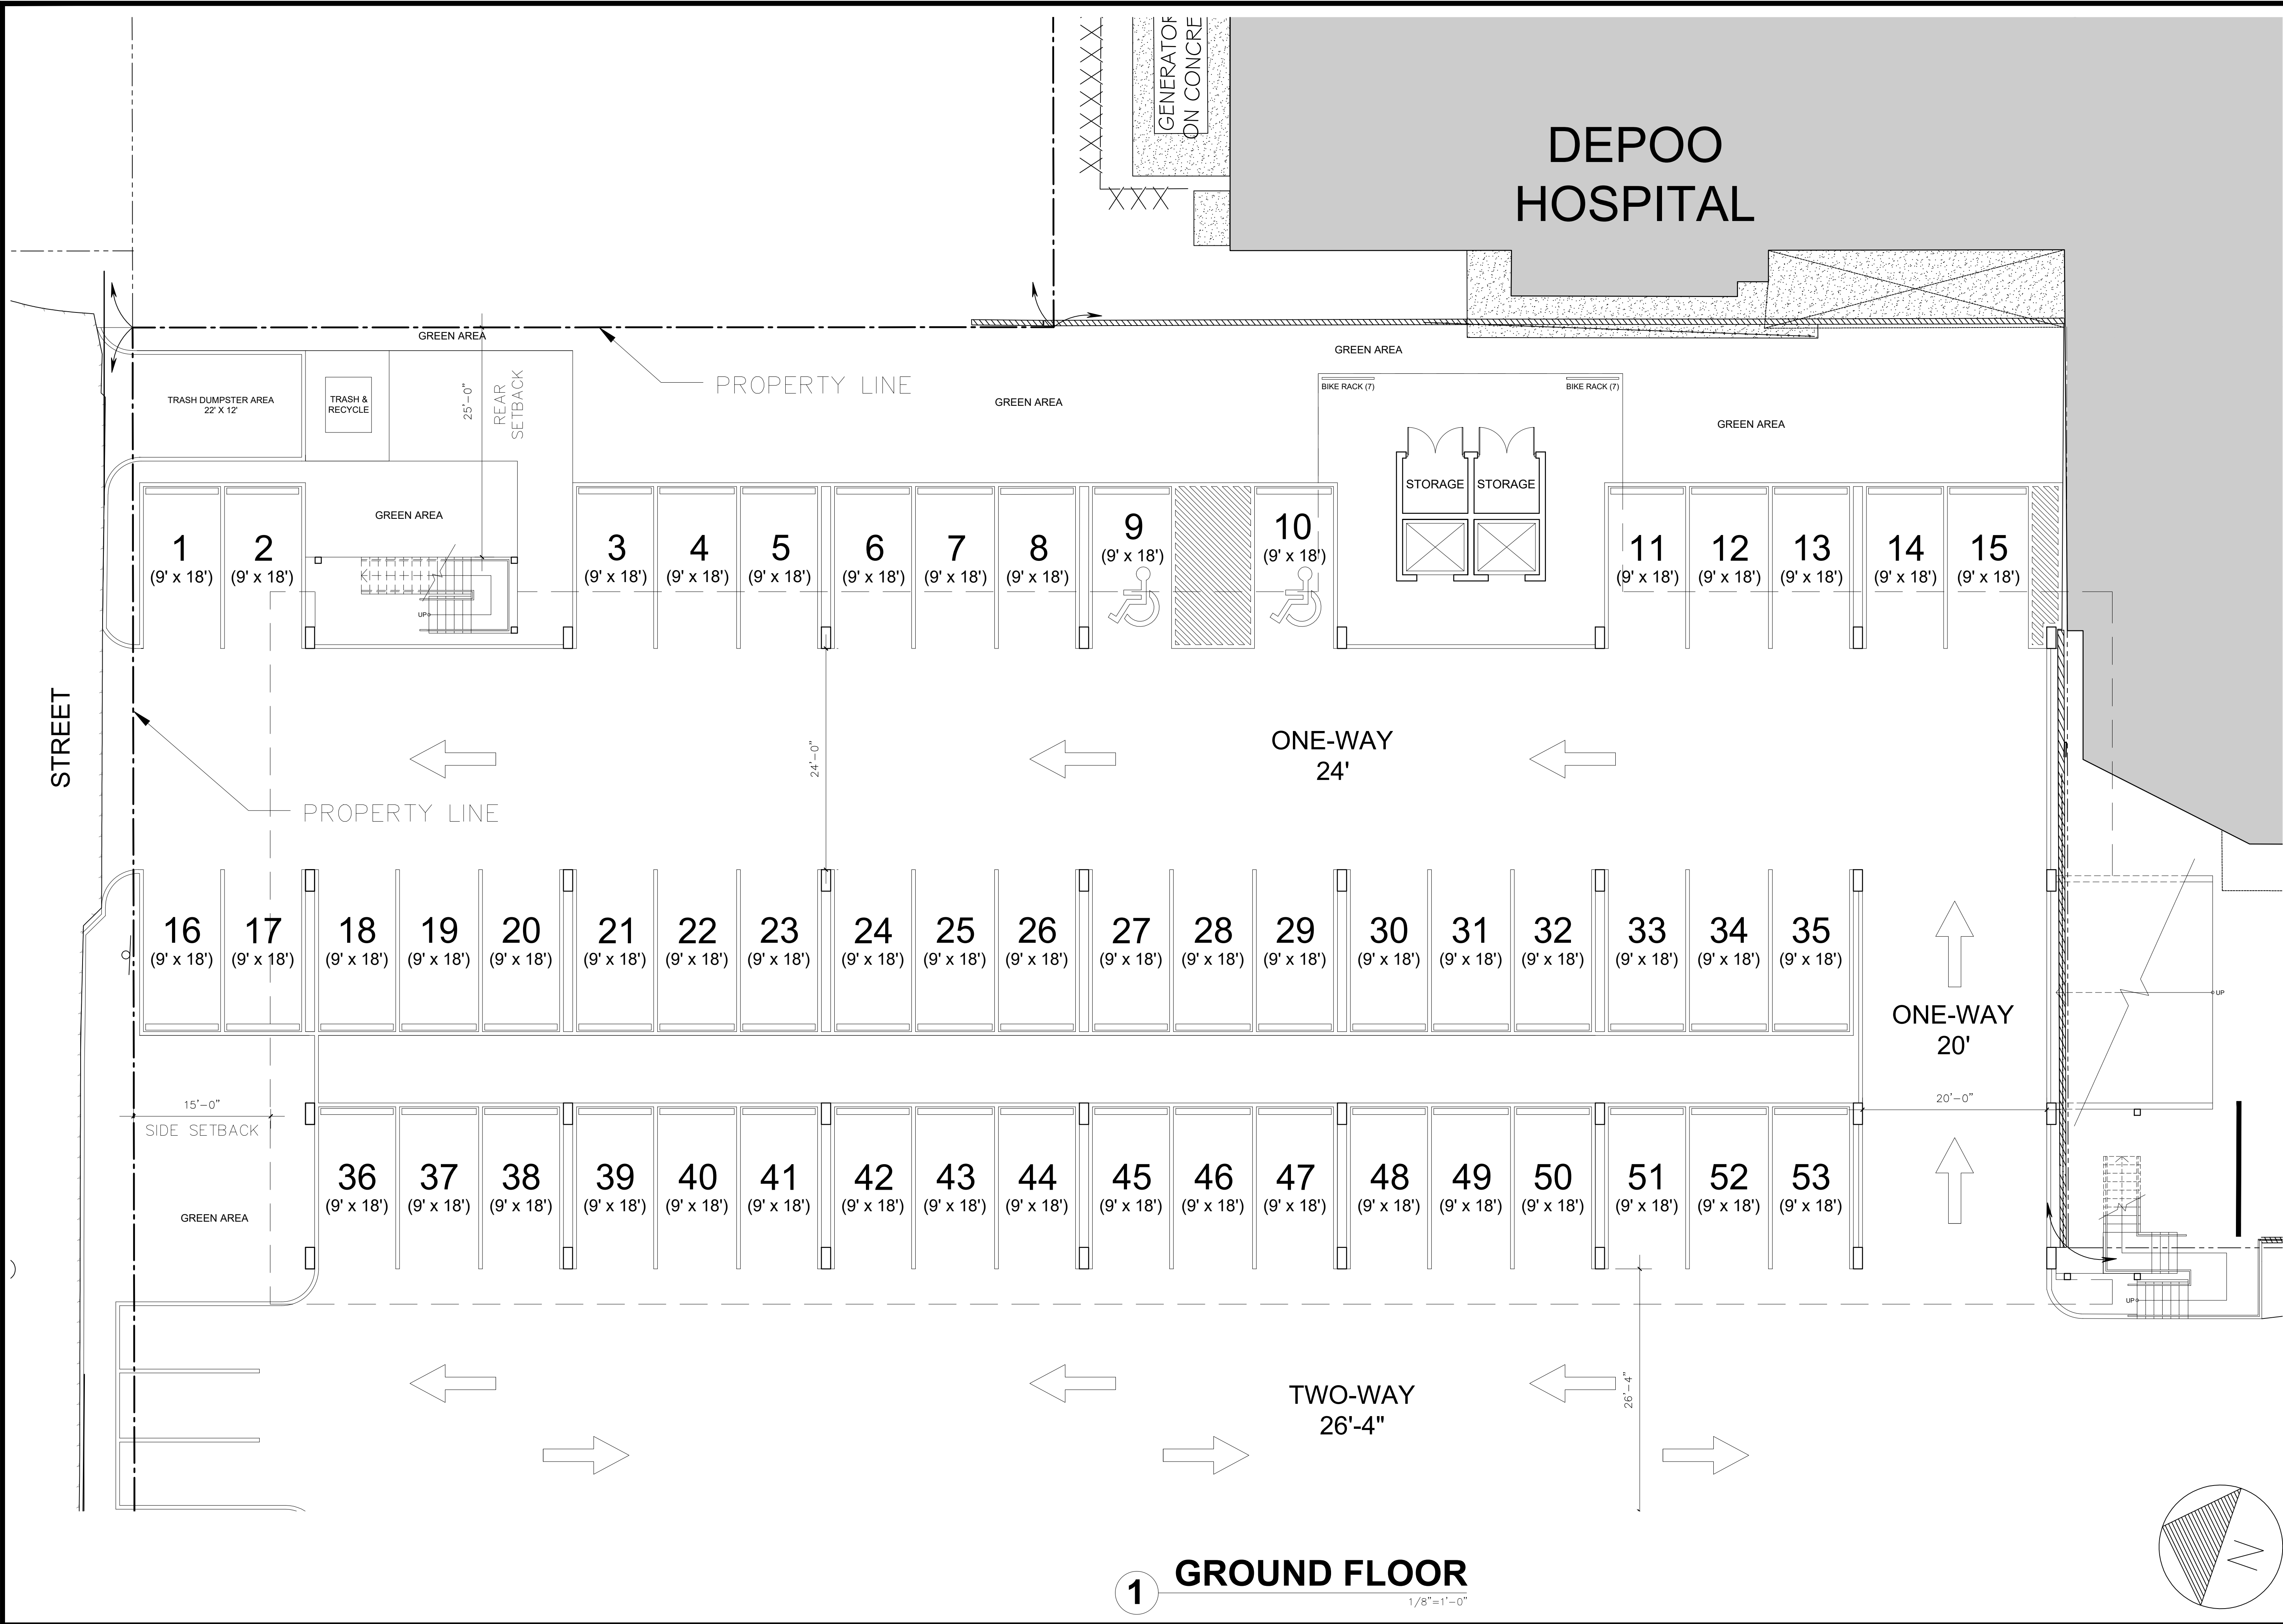 GENERATOR
ON CONCRE
DEPOO
HOSPITAL
GREEN AREA
TRASH DUMPSTER AREA
22' X 12'
TRASH &
RECYCLE
25'-0"
REAR
SETBACK
PROPERTY LINE
GREEN AREA
GREEN AREA
BIKE RACK (7)
BIKE RACK (7)
GREEN AREA
STORAGE
STORAGE
GREEN AREA
UP
1
(9' x 18')
2
(9' x 18')
3
(9' x 18')
4
(9' x 18')
5
(9' x 18')
6
(9' x 18')
7
(9' x 18')
8
(9' x 18')
9
(9' x 18')
10
(9' x 18')
11
(9' x 18')
12
(9' x 18')
13
(9' x 18')
14
(9' x 18')
15
(9' x 18')
STREET
24'-0"
ONE-WAY
24'
PROPERTY LINE
16
(9' x 18')
17
(9' x 18')
18
(9' x 18')
19
(9' x 18')
20
(9' x 18')
21
(9' x 18')
22
(9' x 18')
23
(9' x 18')
24
(9' x 18')
25
(9' x 18')
26
(9' x 18')
27
(9' x 18')
28
(9' x 18')
29
(9' x 18')
30
(9' x 18')
31
(9' x 18')
32
(9' x 18')
33
(9' x 18')
34
(9' x 18')
35
(9' x 18')
UP
ONE-WAY
20'
15'-0"
SIDE SETBACK
20'-0"
GREEN AREA
36
(9' x 18')
37
(9' x 18')
38
(9' x 18')
39
(9' x 18')
40
(9' x 18')
41
(9' x 18')
42
(9' x 18')
43
(9' x 18')
44
(9' x 18')
45
(9' x 18')
46
(9' x 18')
47
(9' x 18')
48
(9' x 18')
49
(9' x 18')
50
(9' x 18')
51
(9' x 18')
52
(9' x 18')
53
(9' x 18')
UP
TWO-WAY
26'-4"
26'-4"
N
1
GROUND FLOOR
1/8"=1'-0"